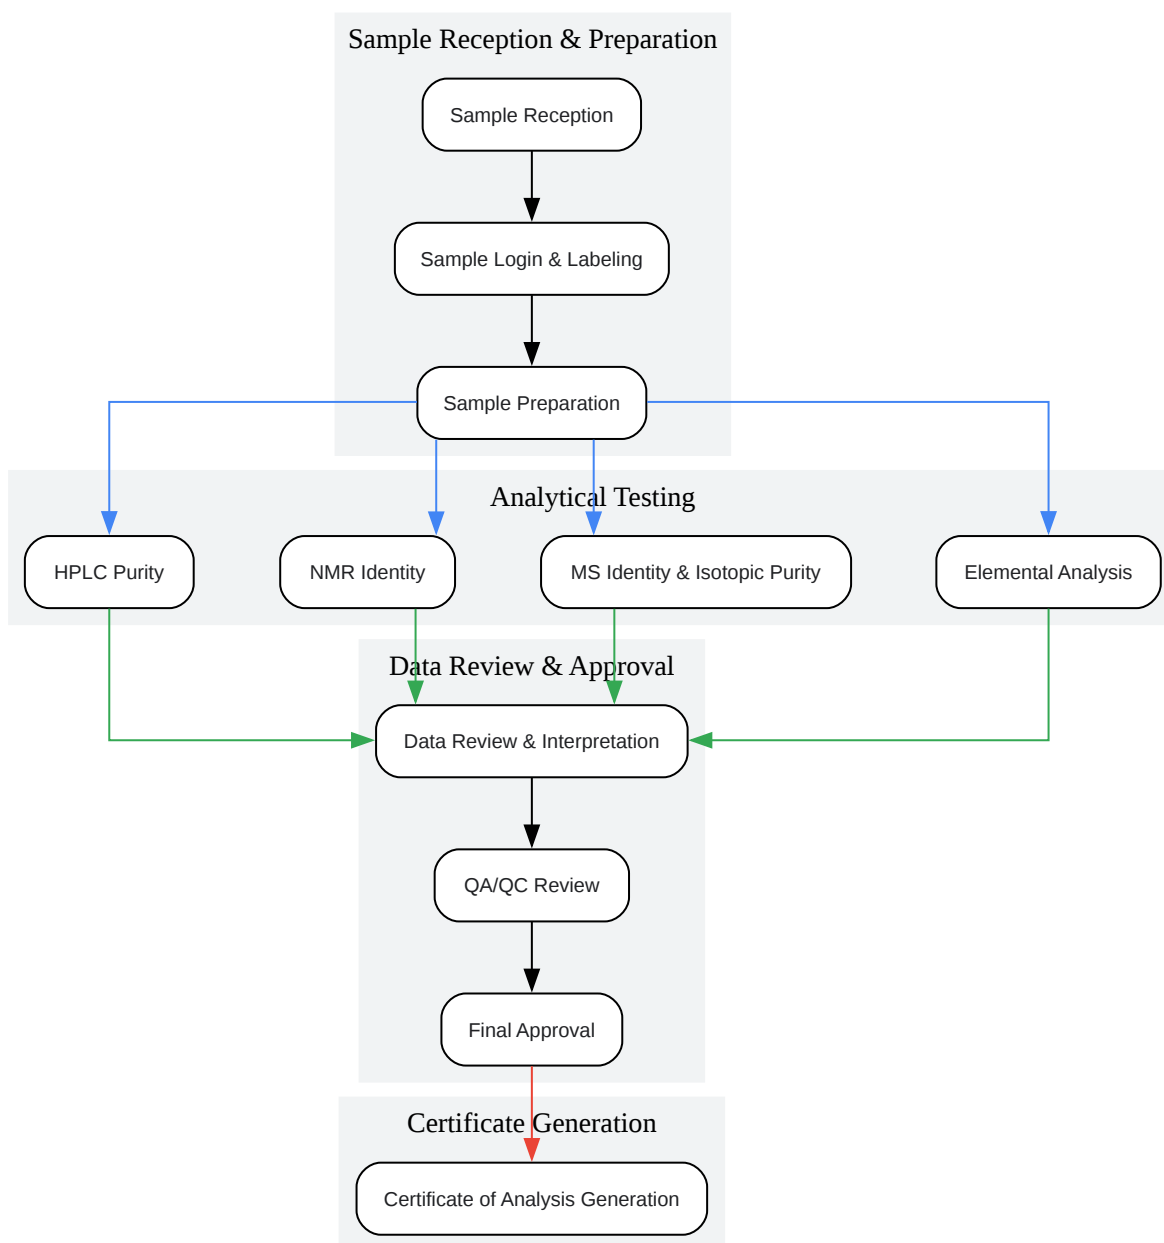 Sample Reception & Preparation
Sample Reception
Sample Login & Labeling
Sample Preparation
Analytical Testing
HPLC Purity
NMR Identity
MS Identity & Isotopic Purity
Elemental Analysis
Data Review & Approval
Data Review & Interpretation
QA/QC Review
Final Approval
Certificate Generation
Certificate of Analysis Generation